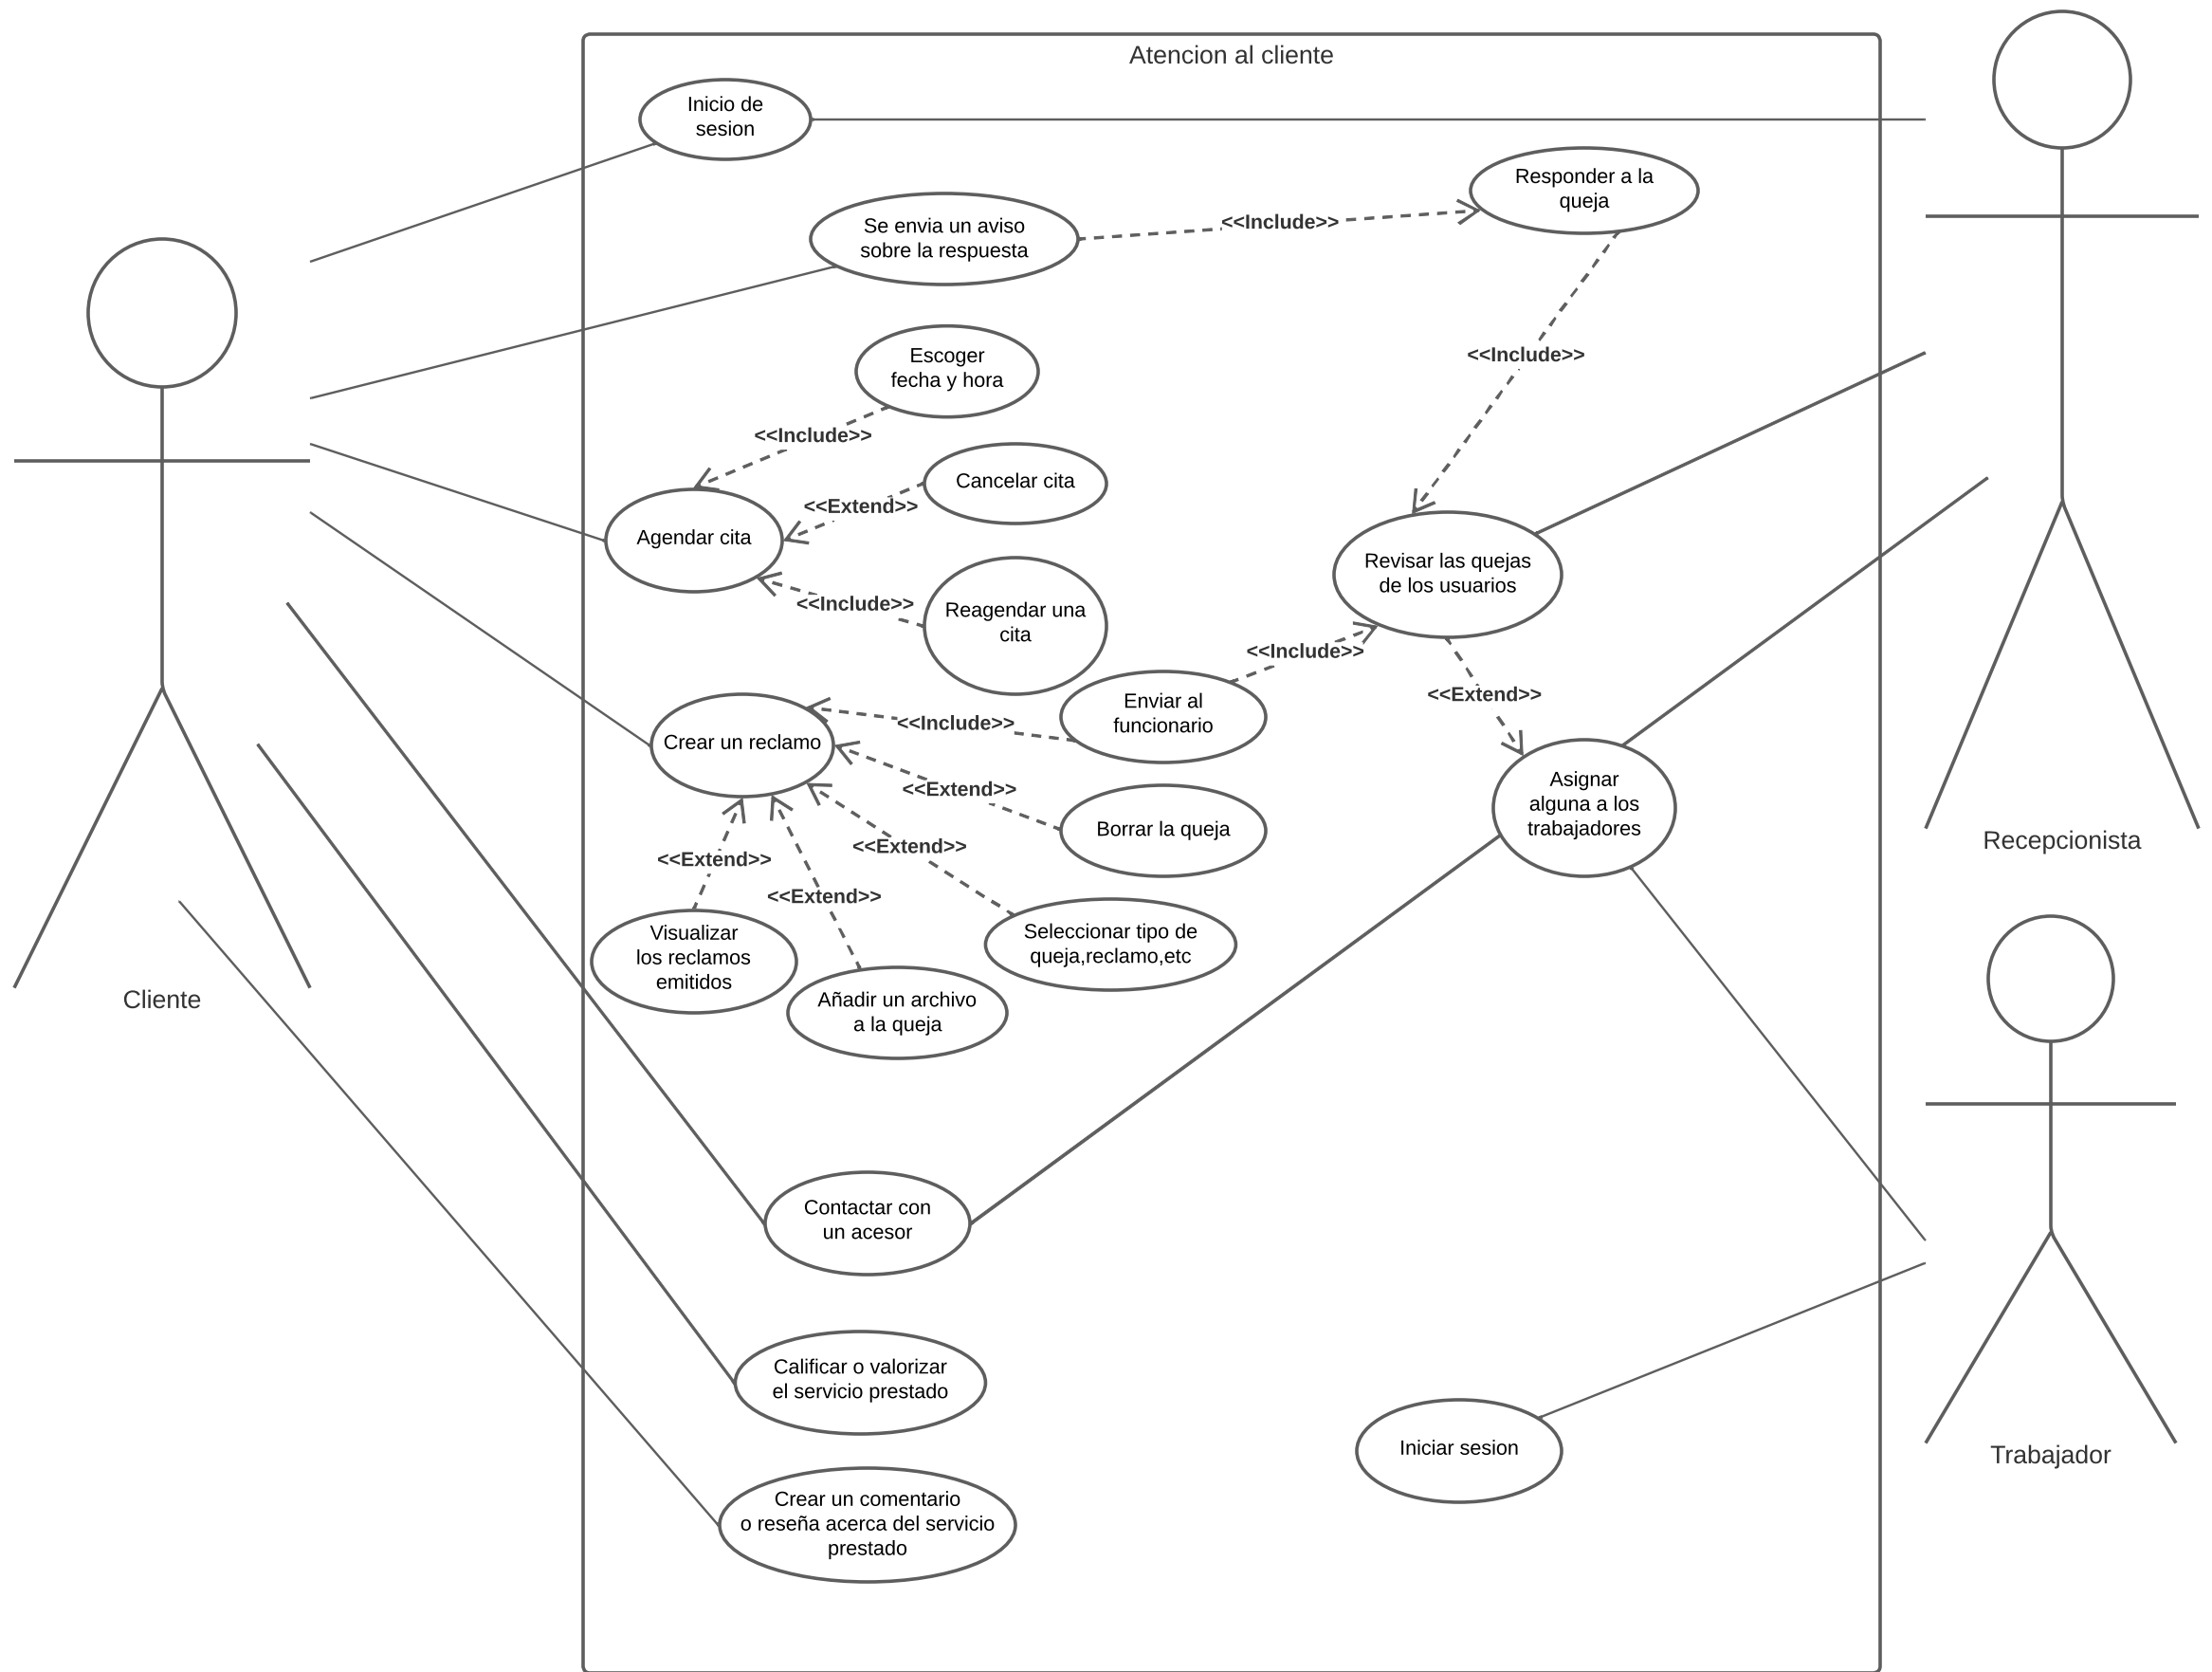 Atencion al cliente
Inicio de
sesion
Responder a la
queja
Se envia un aviso
sobre la respuesta
<<Include>>
<<Include>>
Escoger
fecha y hora
<<Include>>
Cancelar cita
<<Extend>>
Agendar cita
<<Include>>
Reagendar una
cita
Revisar las quejas
de los usuarios
<<Include>>
<<Extend>>
Enviar al
funcionario
<<Include>>
Crear un reclamo
<<Extend>>
Borrar la queja
<<Extend>>
<<Extend>>
<<Extend>>
Asignar
alguna a los
trabajadores
Recepcionista
Visualizar
los reclamos
emitidos
Seleccionar tipo de
queja,reclamo,etc
Añadir un archivo
a la queja
Cliente
Contactar con
un acesor
Calificar o valorizar
el servicio prestado
Iniciar sesion
Trabajador
Crear un comentario
o reseña acerca del servicio
prestado